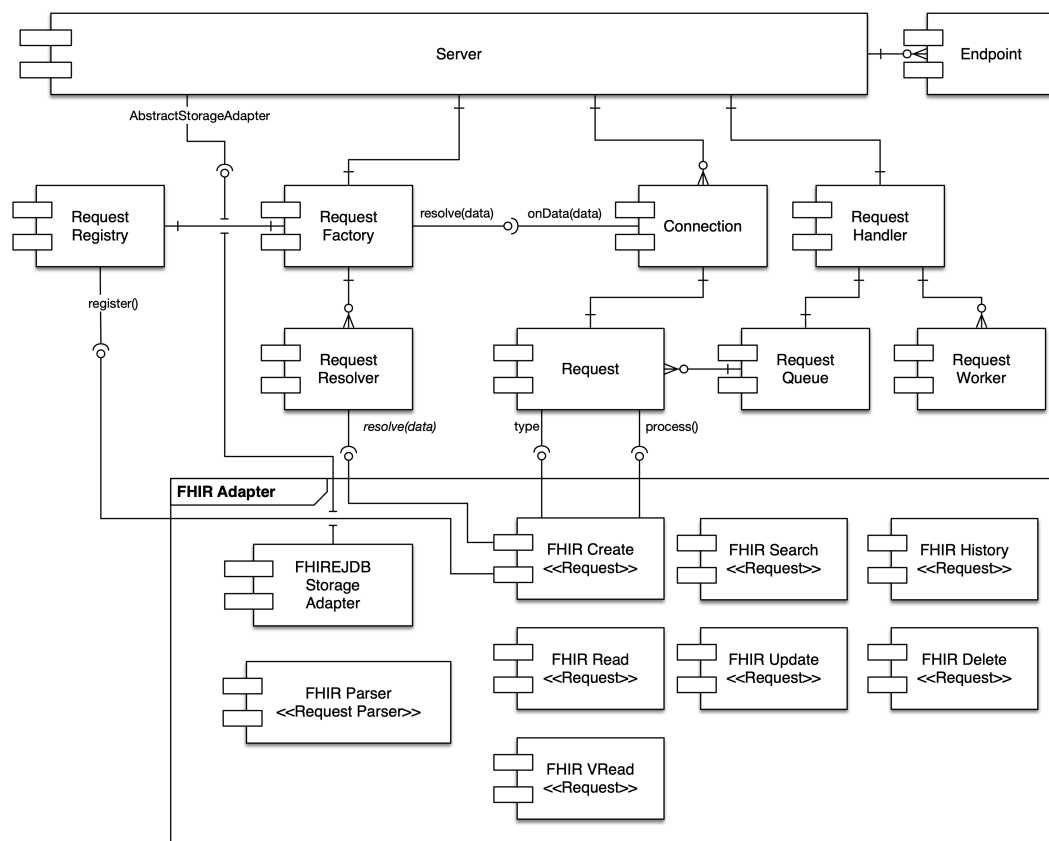 Server
Endpoint
AbstractStorageAdapter
Request
Registry
Request
Factory
resolve(data)
onData(data)
Connection
Request
Handler
register()
Request
Resolver
Request
Request
Queue
Request
Worker
resolve(data)
type
process()
FHIR Adapter
FHIREJDB
Storage
Adapter
FHIR Create
<<Request>>
FHIR Search
<<Request>>
FHIR History
<<Request>>
FHIR Read
<<Request>>
FHIR Update
<<Request>>
FHIR Delete
<<Request>>
FHIR Parser
<<Request Parser>>
FHIR VRead
<<Request>>